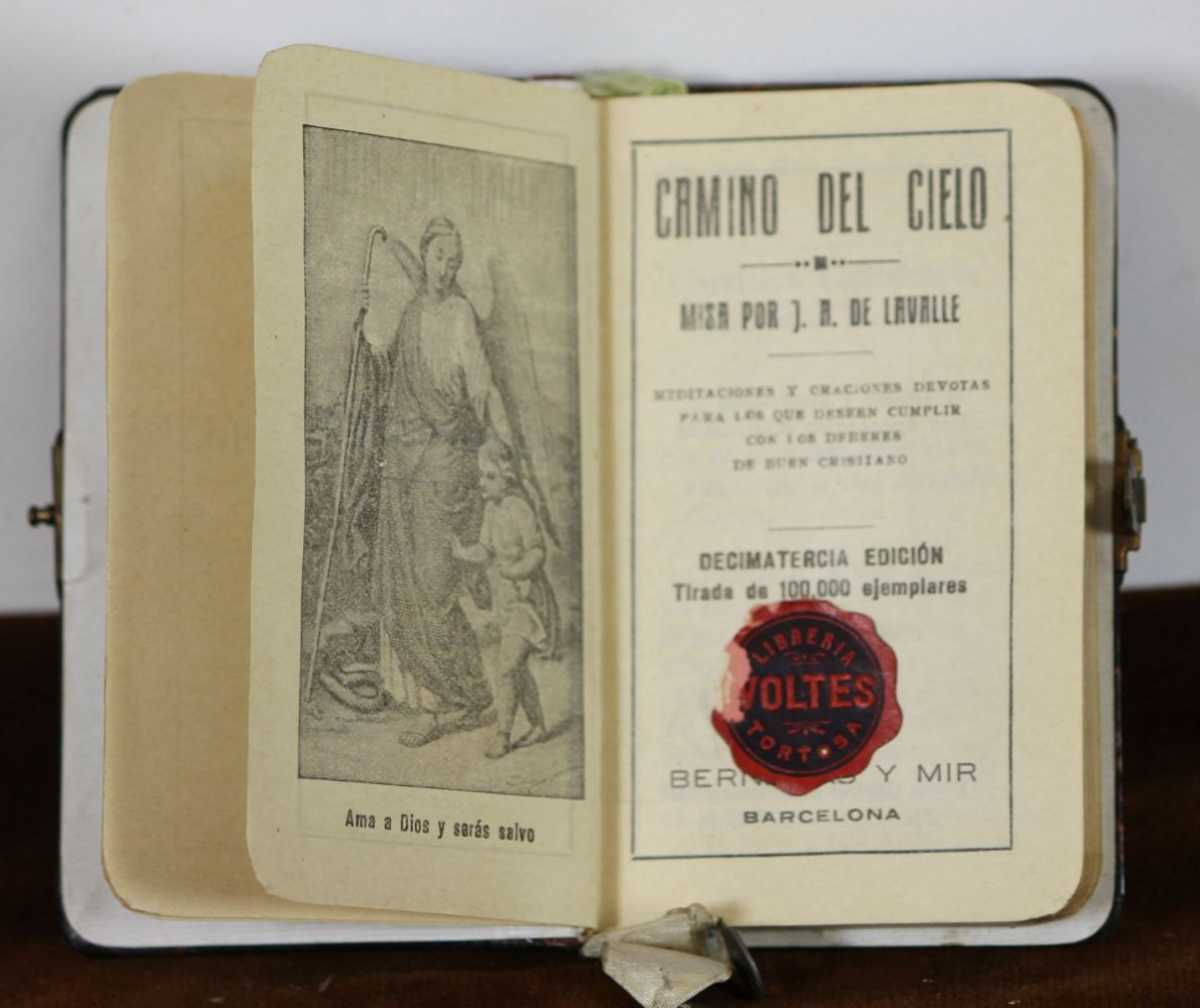 Ama a Dios y serás salvo
CAMINO DEL CIELO
MISA POR J. A. DE LAVALLE
MEDITACIONES Y ORACIONES DEVOTAS
PARA LOS QUE DESEEN CUMPLIR
CON LOS DEBERES
DE BUEN CRISTIANO
DECIMATERCIA EDICIÓN
Tirada de 100.000 ejemplares
LIBRERIA
VOLTES
TORTOSA
Y MIR
BARCELONA